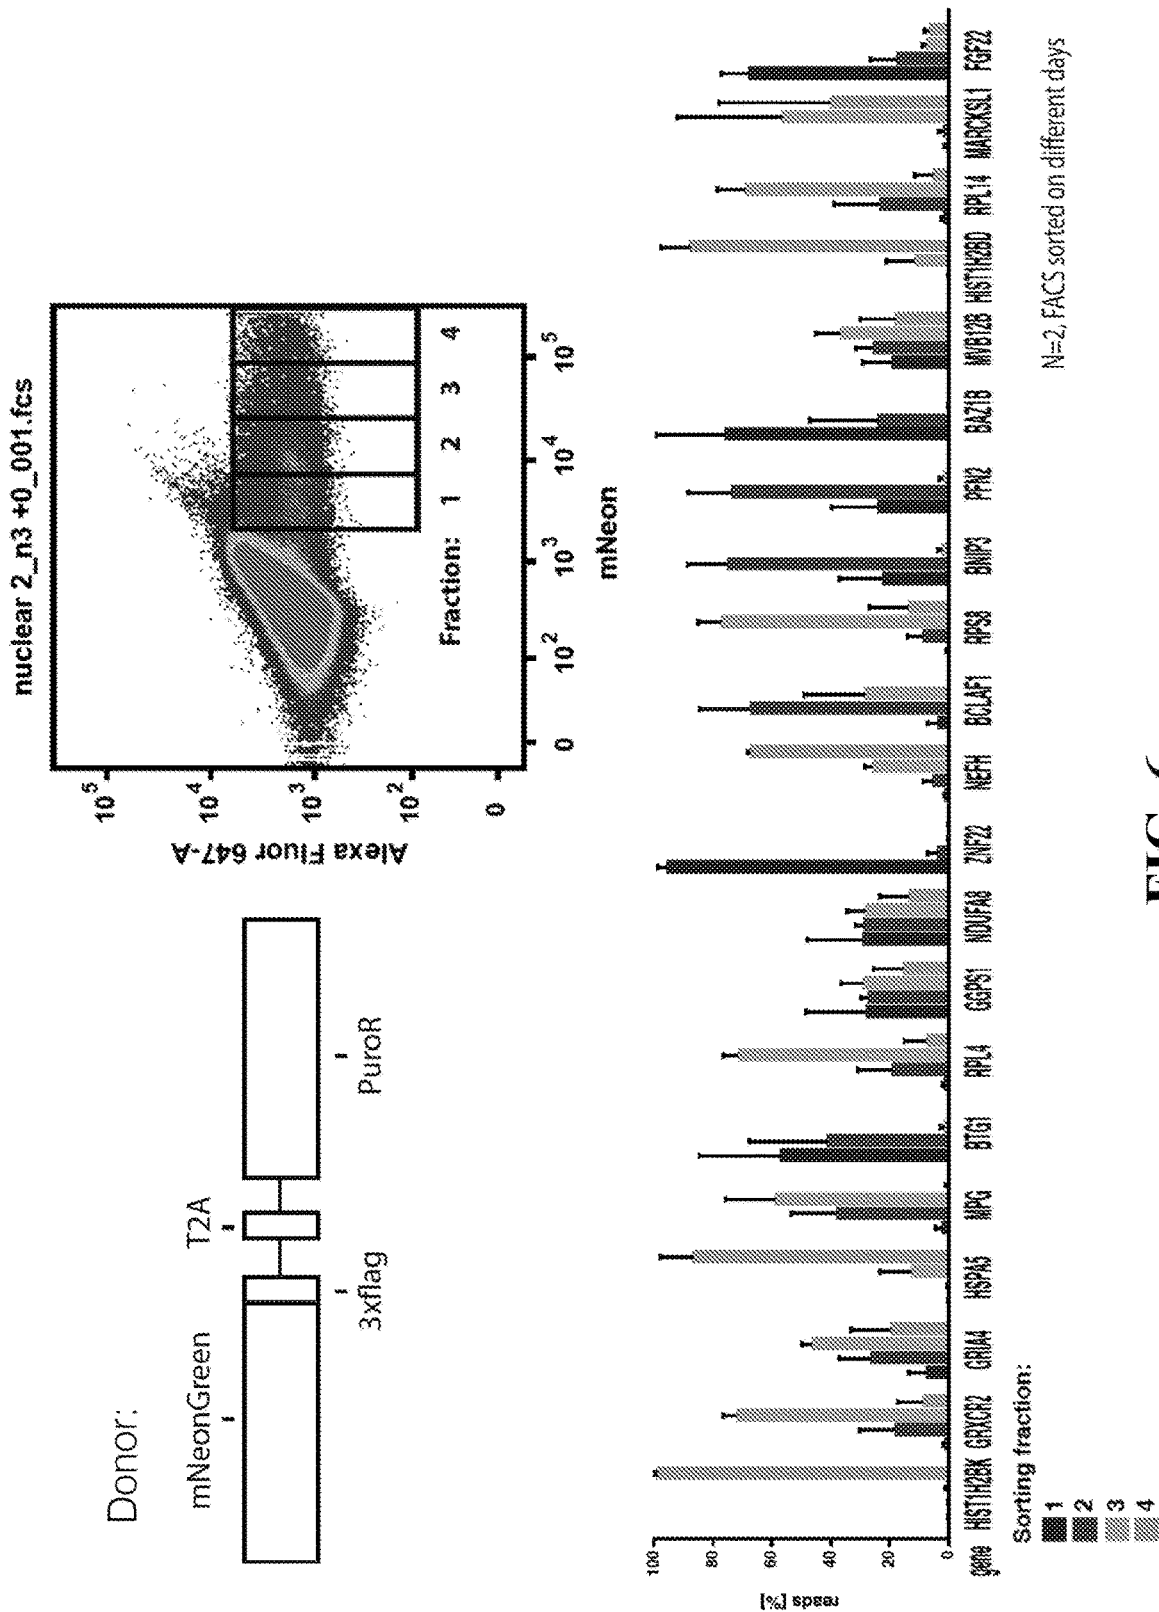 Donor:
mNeonGreen
T2A
3xflag
PuroR
nuclear 2_n3 +0_001.fcs
Alexa Fluor 647-A
10^5
10^4
10^3
10^2
0
Fraction: 1 2 3 4
0 10^2 10^3 10^4 10^5
mNeon
reads [%]
100
80
60
40
20
0
gene HIST1H2BK GRXCR2 GRIA4 HSPA5 MPG BTG1 RPL4 GGPS1 NDUFA8 ZNF22 NEFH BCLAF1 RPS8 BNIP3 PFN2 BAZ1B MVB12B HIST1H2BD RPL14 MARCKSL1 FGF22
Sorting fraction:
1
2
3
4
N=2, FACS sorted on different days